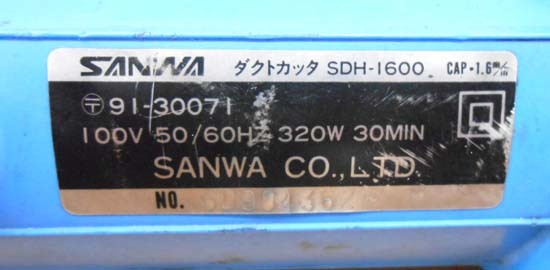 SANWA ダクトカッタ SDH-1600 CAP・1.6m/m
〒 91-30071
100V 50/60HZ 320W 30MIN
SANWA CO.,LTD
NO.